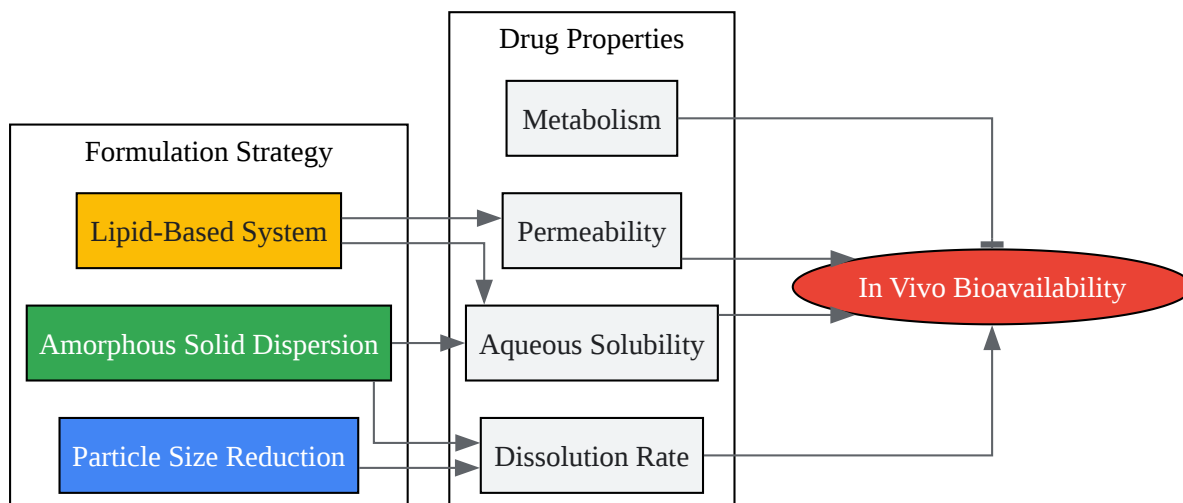 Formulation Strategy
Lipid-Based System
Amorphous Solid Dispersion
Particle Size Reduction
Drug Properties
Metabolism
Permeability
Aqueous Solubility
Dissolution Rate
In Vivo Bioavailability